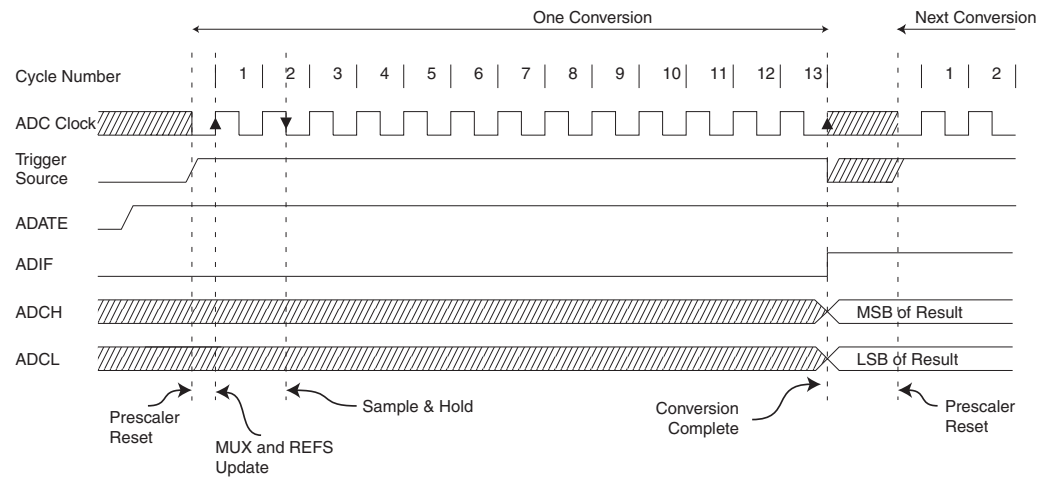 One Conversion
Next Conversion
Cycle Number
1 2 3 4 5 6 7 8 9 10 11 12 13 1 2
ADC Clock
Trigger
Source
ADATE
ADIF
ADCH
MSB of Result
ADCL
LSB of Result
Prescaler
Reset
MUX and REFS
Update
Sample & Hold
Conversion
Complete
Prescaler
Reset